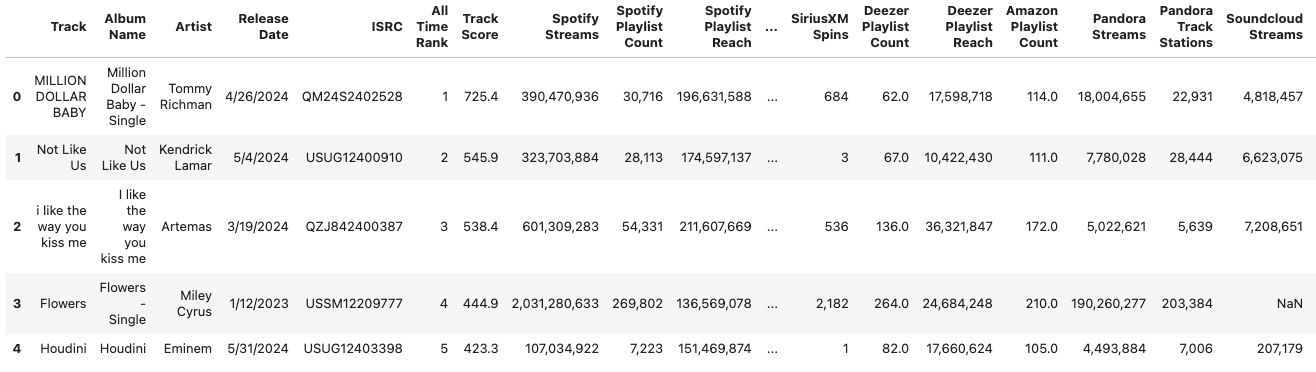 Track Album Name Artist Release Date ISRC All Time Rank Track Score Spotify Streams Spotify Playlist Count Spotify Playlist Reach ... SiriusXM Spins Deezer Playlist Count Deezer Playlist Reach Amazon Playlist Count Pandora Streams Pandora Track Stations Soundcloud Streams
0 MILLION DOLLAR BABY Million Dollar Baby - Single Tommy Richman 4/26/2024 QM24S2402528 1 725.4 390,470,936 30,716 196,631,588 ... 684 62.0 17,598,718 114.0 18,004,655 22,931 4,818,457
1 Not Like Us Not Like Us Kendrick Lamar 5/4/2024 USUG12400910 2 545.9 323,703,884 28,113 174,597,137 ... 3 67.0 10,422,430 111.0 7,780,028 28,444 6,623,075
2 i like the way you kiss me I like the way you kiss me Artemas 3/19/2024 QZJ842400387 3 538.4 601,309,283 54,331 211,607,669 ... 536 136.0 36,321,847 172.0 5,022,621 5,639 7,208,651
3 Flowers Flowers - Single Miley Cyrus 1/12/2023 USSM12209777 4 444.9 2,031,280,633 269,802 136,569,078 ... 2,182 264.0 24,684,248 210.0 190,260,277 203,384 NaN
4 Houdini Houdini Eminem 5/31/2024 USUG12403398 5 423.3 107,034,922 7,223 151,469,874 ... 1 82.0 17,660,624 105.0 4,493,884 7,006 207,179